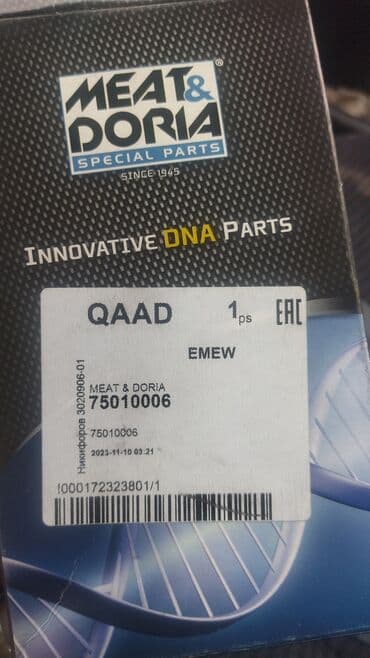 MEAT & DORIA®
SPECIAL PARTS
SINCE 1945
INNOVATIVE DNA PARTS
QAAD 1ps EAC
EMEW
MEAT & DORIA
75010006
75010006
2023-11-10 03:21
Никифоров 3020906-01
!000172323801/1